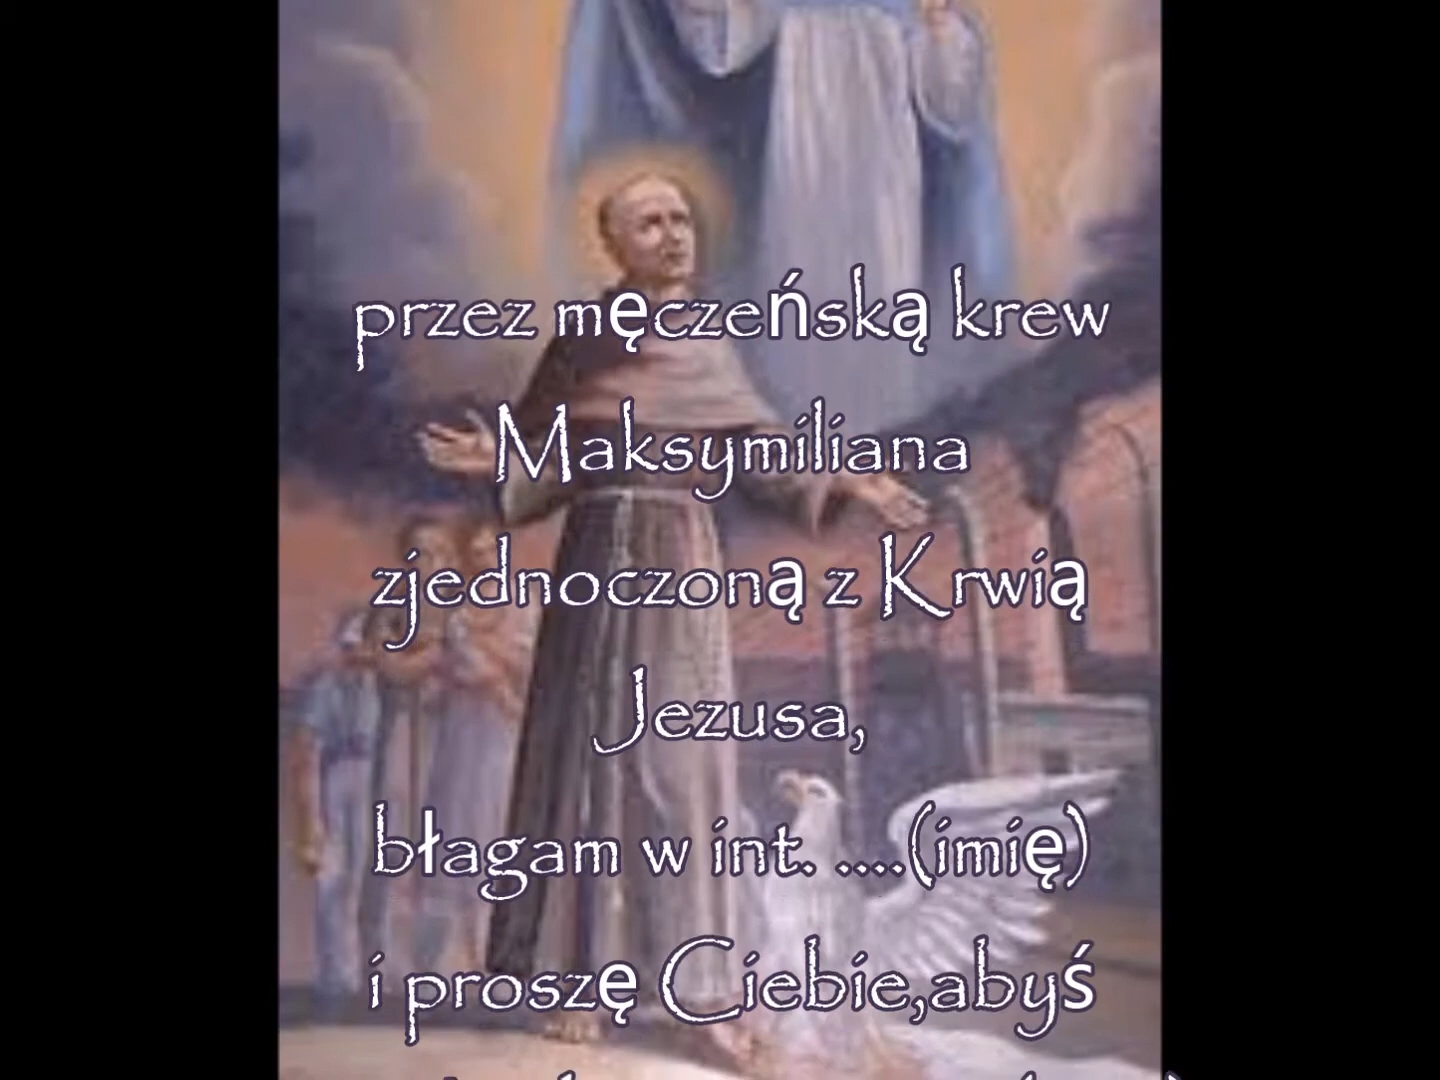 przez męczeńską krew
Maksymiliana
zjednoczoną z Krwią
Jezusa,
błagam w int. ....(imię)
i proszę Ciebie,abyś